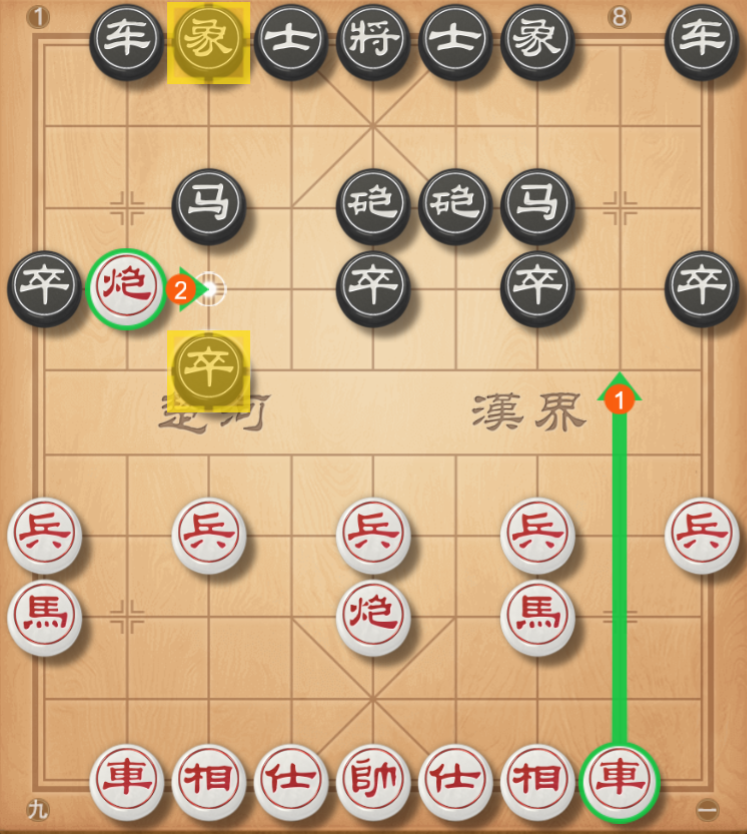 1 8
车 象 士 将 士 象 车
马 砲 砲 马
卒 炮 2 卒 卒 卒
卒
楚河 漢界 1
兵 兵 兵 兵 兵
馬 炮 馬
車 相 仕 帥 仕 相 車
九 一